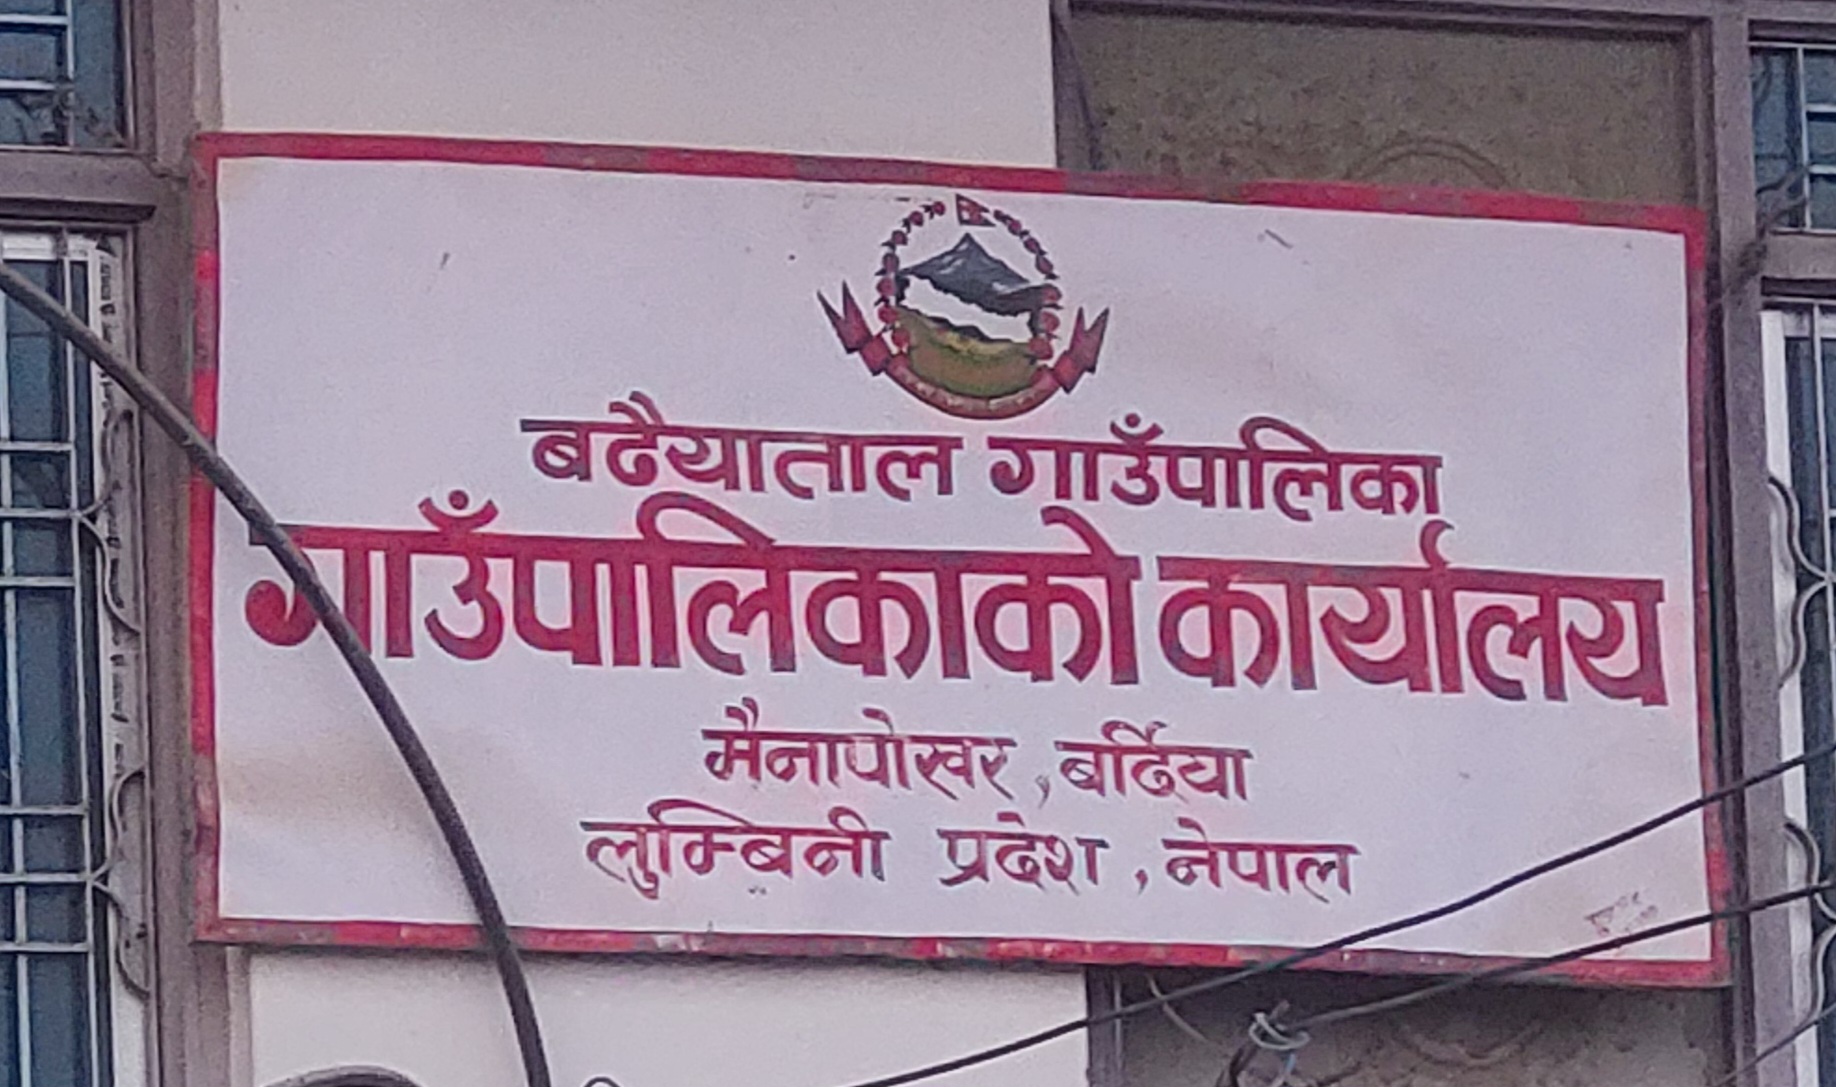 बढैयाताल गाउँपालिका
गाउँपालिकाको कार्यालय
मैनापोखर, बर्दिया
लुम्बिनी प्रदेश, नेपाल